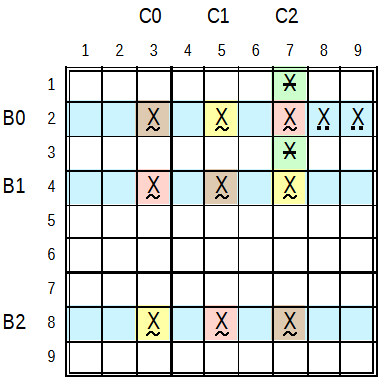 C0 C1 C2
1 2 3 4 5 6 7 8 9
1 X
B0 2 X X X X X
3 X
B1 4 X X X
5
6
7
B2 8 X X X
9